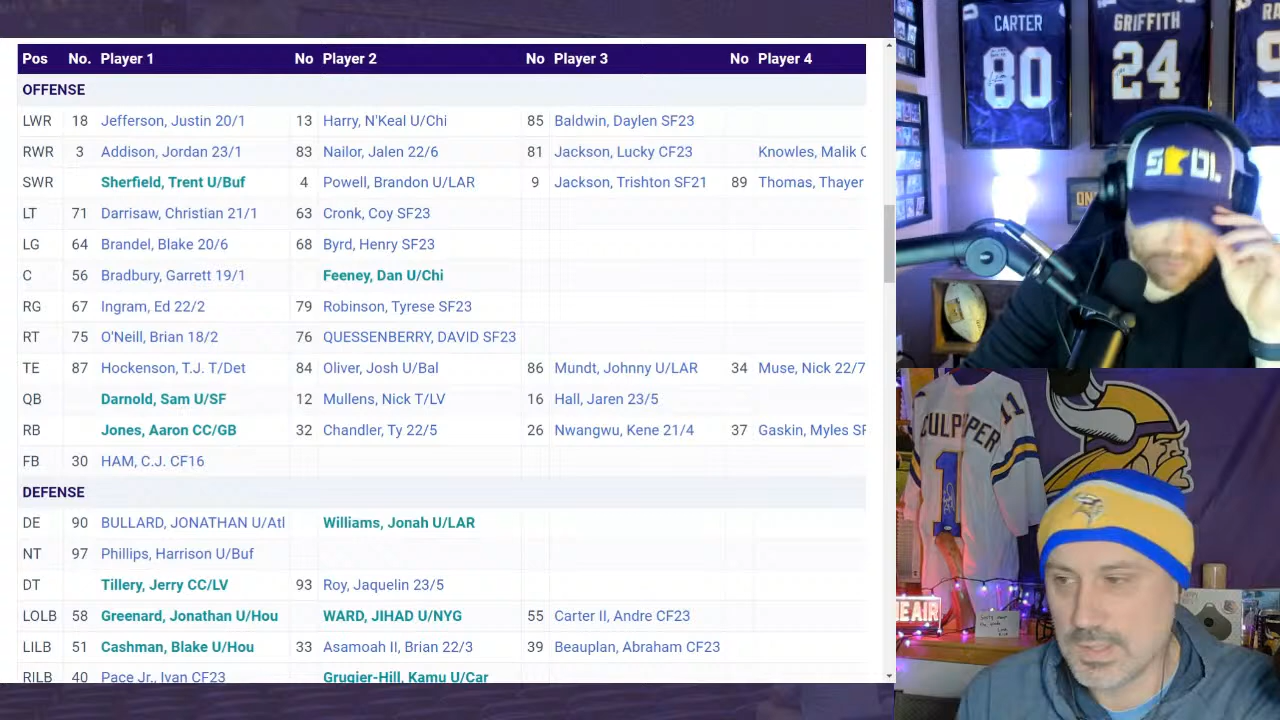 Pos No. Player 1 No Player 2 No Player 3 No Player 4
OFFENSE
LWR 18 Jefferson, Justin 20/1 13 Harry, N'Keal U/Chi 85 Baldwin, Daylen SF23
RWR 3 Addison, Jordan 23/1 83 Nailor, Jalen 22/6 81 Jackson, Lucky CF23 Knowles, Malik C
SWR Sherfield, Trent U/Buf 4 Powell, Brandon U/LAR 9 Jackson, Trishton SF21 89 Thomas, Thayer
LT 71 Darrisaw, Christian 21/1 63 Cronk, Coy SF23
LG 64 Brandel, Blake 20/6 68 Byrd, Henry SF23
C 56 Bradbury, Garrett 19/1 Feeney, Dan U/Chi
RG 67 Ingram, Ed 22/2 79 Robinson, Tyrese SF23
RT 75 O'Neill, Brian 18/2 76 QUESSENBERRY, DAVID SF23
TE 87 Hockenson, T.J. T/Det 84 Oliver, Josh U/Bal 86 Mundt, Johnny U/LAR 34 Muse, Nick 22/7
QB Darnold, Sam U/SF 12 Mullens, Nick T/LV 16 Hall, Jaren 23/5
RB Jones, Aaron CC/GB 32 Chandler, Ty 22/5 26 Nwangwu, Kene 21/4 37 Gaskin, Myles SF
FB 30 HAM, C.J. CF16
DEFENSE
DE 90 BULLARD, JONATHAN U/Atl Williams, Jonah U/LAR
NT 97 Phillips, Harrison U/Buf
DT Tillery, Jerry CC/LV 93 Roy, Jaquelin 23/5
LOLB 58 Greenard, Jonathan U/Hou WARD, JIHAD U/NYG 55 Carter II, Andre CF23
LILB 51 Cashman, Blake U/Hou 33 Asamoah II, Brian 22/3 39 Beauplan, Abraham CF23
RILB 40 Pace Jr., Ivan CF23 Grugier-Hill, Kamu U/Car
CARTER
80
GRIFFITH
24
RA
9
SKOL
ON
CULPEPPER
11
1